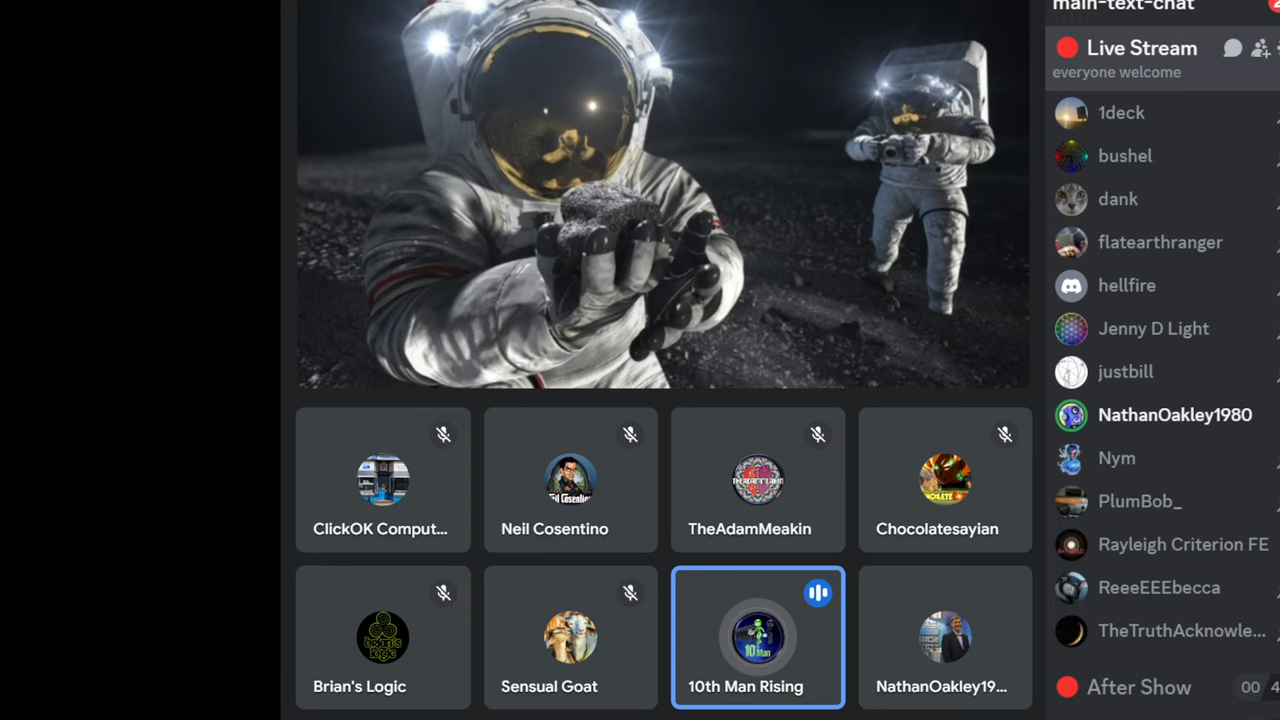 main-text-chat
Live Stream
everyone welcome
1deck
bushel
dank
flatearthranger
hellfire
Jenny D Light
justbill
NathanOakley1980
Nym
PlumBob_
Rayleigh Criterion FE
ReeeEEEbecca
TheTruthAcknowle...
After Show
00
ClickOK Comput...
Neil Cosentino
TheAdamMeakin
Chocolatesayian
Brian's Logic
Sensual Goat
10 Man
10th Man Rising
NathanOakley19...